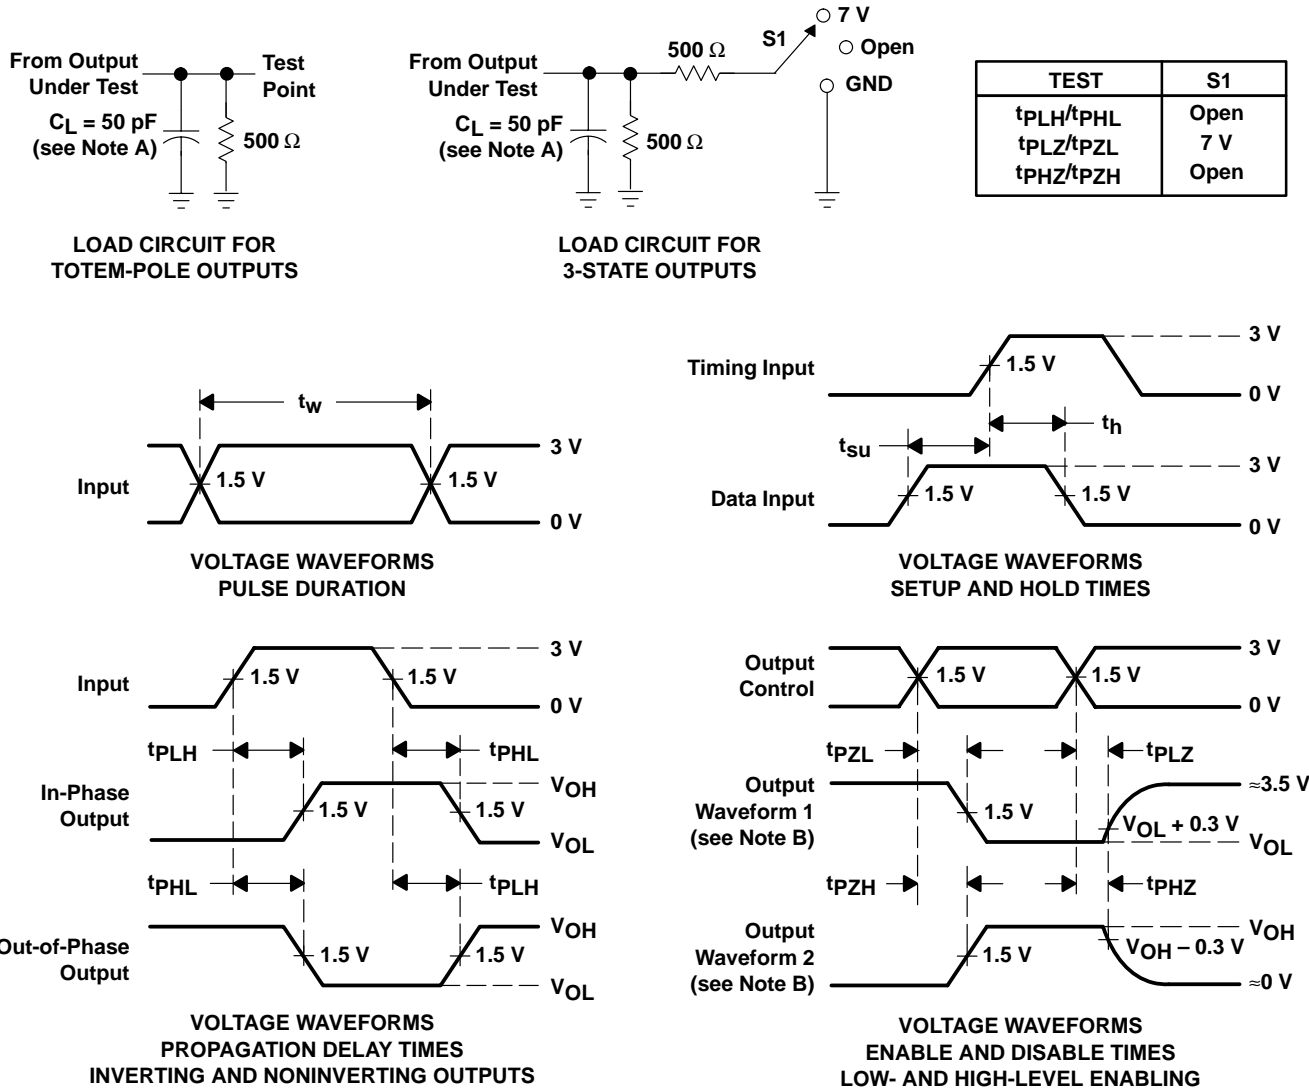 From Output
Under Test
Test
Point
CL = 50 pF
(see Note A)
500 Ω
LOAD CIRCUIT FOR
TOTEM-POLE OUTPUTS
From Output
Under Test
500 Ω
S1
7 V
Open
GND
CL = 50 pF
(see Note A)
500 Ω
LOAD CIRCUIT FOR
3-STATE OUTPUTS
TEST S1
tPLH/tPHL Open
tPLZ/tPZL 7 V
tPHZ/tPZH Open
tw
Input
1.5 V
1.5 V
3 V
0 V
VOLTAGE WAVEFORMS
PULSE DURATION
Timing Input
1.5 V
3 V
0 V
tsu
th
Data Input
1.5 V
1.5 V
3 V
0 V
VOLTAGE WAVEFORMS
SETUP AND HOLD TIMES
Input
1.5 V
1.5 V
3 V
0 V
tPLH
tPHL
In-Phase
Output
1.5 V
1.5 V
VOH
VOL
tPHL
tPLH
Out-of-Phase
Output
1.5 V
1.5 V
VOH
VOL
VOLTAGE WAVEFORMS
PROPAGATION DELAY TIMES
INVERTING AND NONINVERTING OUTPUTS
Output
Control
1.5 V
1.5 V
3 V
0 V
tPZL
tPLZ
Output
Waveform 1
(see Note B)
1.5 V
VOL + 0.3 V
≈3.5 V
VOL
tPZH
tPHZ
Output
Waveform 2
(see Note B)
1.5 V
VOH − 0.3 V
VOH
≈0 V
VOLTAGE WAVEFORMS
ENABLE AND DISABLE TIMES
LOW- AND HIGH-LEVEL ENABLING